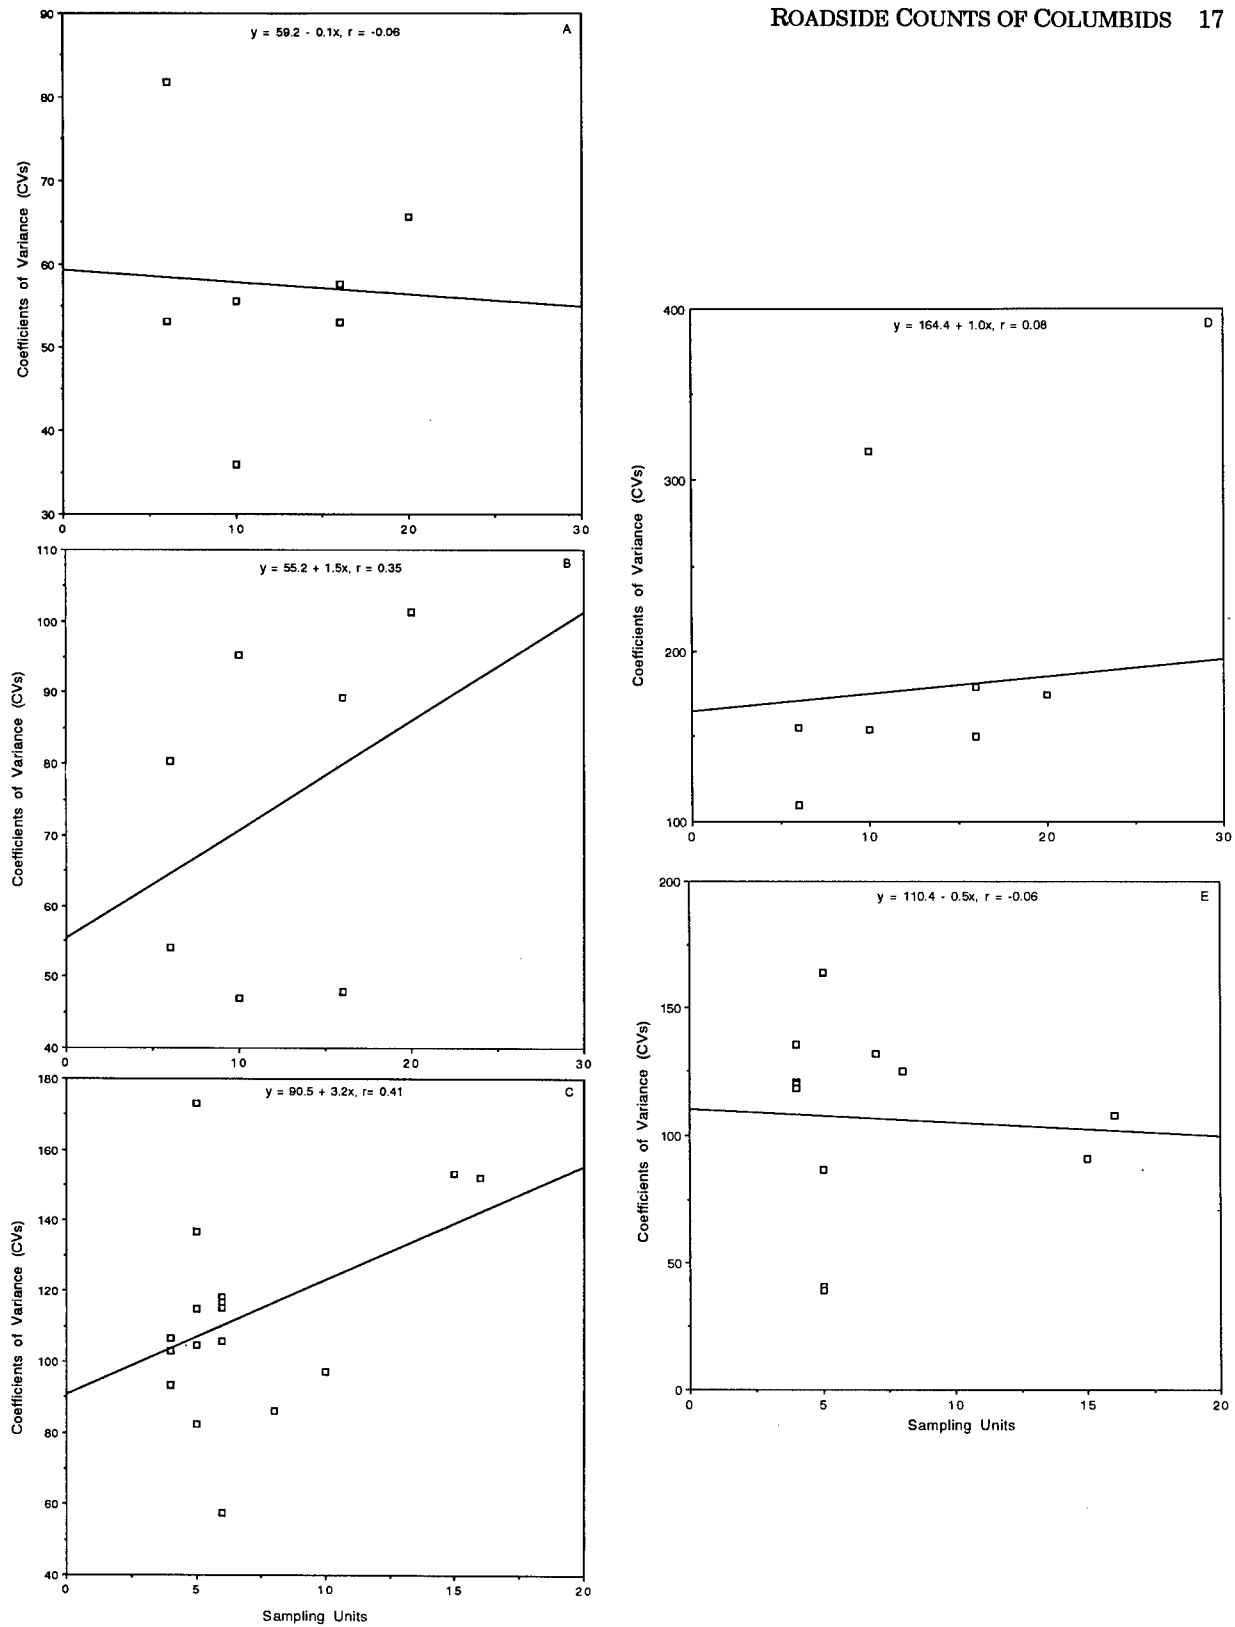 ROADSIDE COUNTS OF COLUMBIDS 17
y = 59.2 - 0.1x, r = -0.06
A
Coefficients of Variance (CVs)
90
80
70
60
50
40
30
0 10 20 30
y = 55.2 + 1.5x, r = 0.35
B
Coefficients of Variance (CVs)
110
100
90
80
70
60
50
40
0 10 20 30
y = 90.5 + 3.2x, r= 0.41
C
Coefficients of Variance (CVs)
180
160
140
120
100
80
60
40
0 5 10 15 20
Sampling Units
y = 164.4 + 1.0x, r = 0.08
D
Coefficients of Variance (CVs)
400
300
200
100
0 10 20 30
y = 110.4 - 0.5x, r = -0.06
E
Coefficients of Variance (CVs)
200
150
100
50
0
0 5 10 15 20
Sampling Units